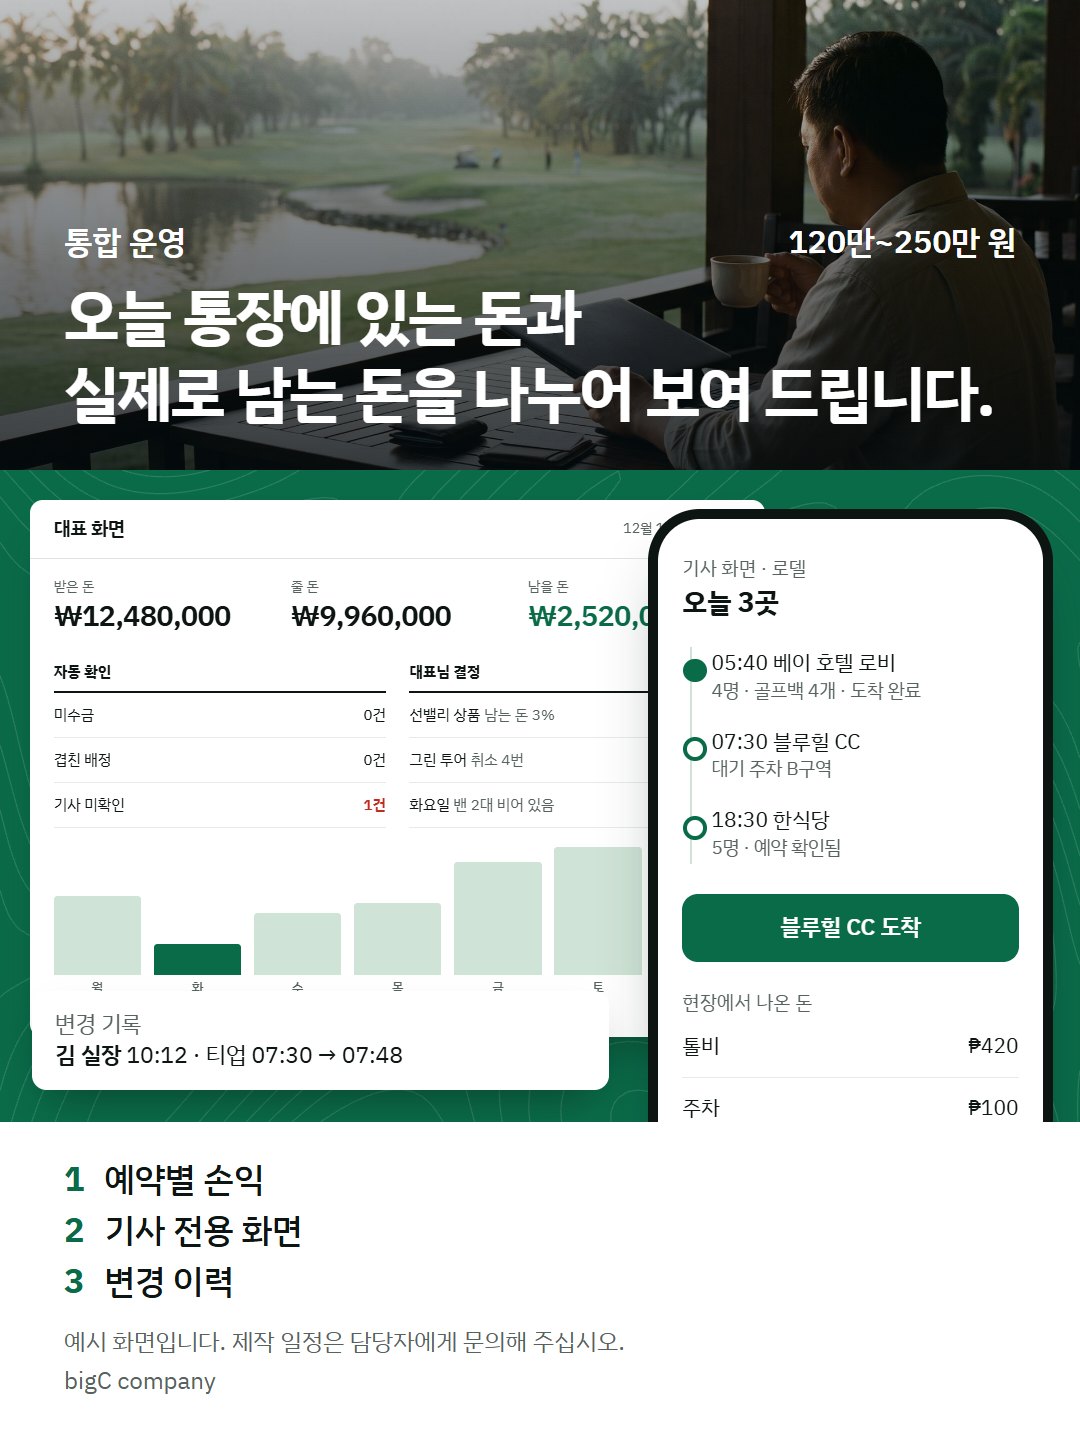 통합 운영
120만~250만 원
오늘 통장에 있는 돈과
실제로 남는 돈을 나누어 보여 드립니다.
대표 화면
12월
받은 돈
줄 돈
남을 돈
₩12,480,000
₩9,960,000
₩2,520,0
자동 확인
미수금 0건
겹친 배정 0건
기사 미확인 1건
대표님 결정
선밸리 상품 남는 돈 3%
그린 투어 취소 4번
화요일 밴 2대 비어 있음
월 화 수 목 금 토
변경 기록
김 실장 10:12 · 티업 07:30 → 07:48
기사 화면 · 로델
오늘 3곳
05:40 베이 호텔 로비
4명 · 골프백 4개 · 도착 완료
07:30 블루힐 CC
대기 주차 B구역
18:30 한식당
5명 · 예약 확인됨
블루힐 CC 도착
현장에서 나온 돈
톨비 ₱420
주차 ₱100
1 예약별 손익
2 기사 전용 화면
3 변경 이력
예시 화면입니다. 제작 일정은 담당자에게 문의해 주십시오.
bigC company